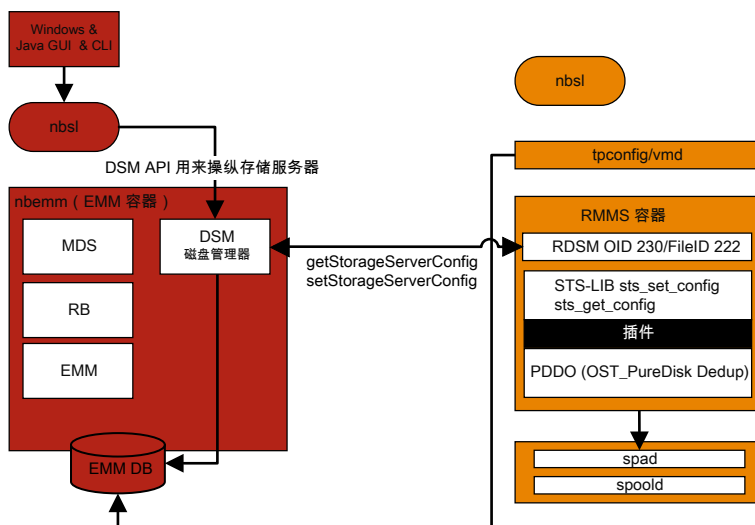 Windows &
Java GUI & CLI
nbsl
DSM API 用来操纵存储服务器
nbemm（EMM 容器）
MDS
RB
EMM
DSM
磁盘管理器
EMM DB
getStorageServerConfig
setStorageServerConfig
nbsl
tpconfig/vmd
RMMS 容器
RDSM OID 230/FileID 222
STS-LIB sts_set_config
sts_get_config
插件
PDDO (OST_PureDisk Dedup)
spad
spoold